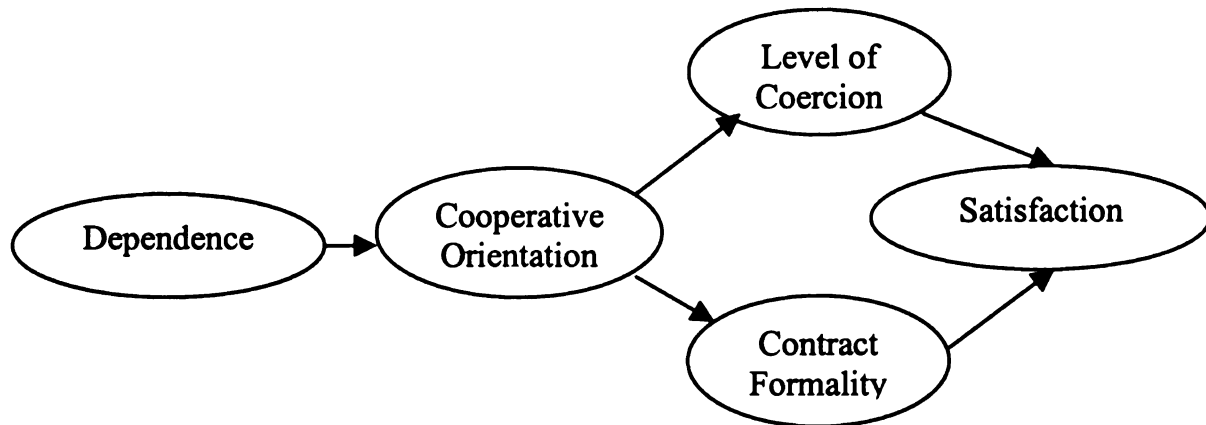 Level of
Coercion
Dependence
Cooperative
Orientation
Satisfaction
Contract
Formality